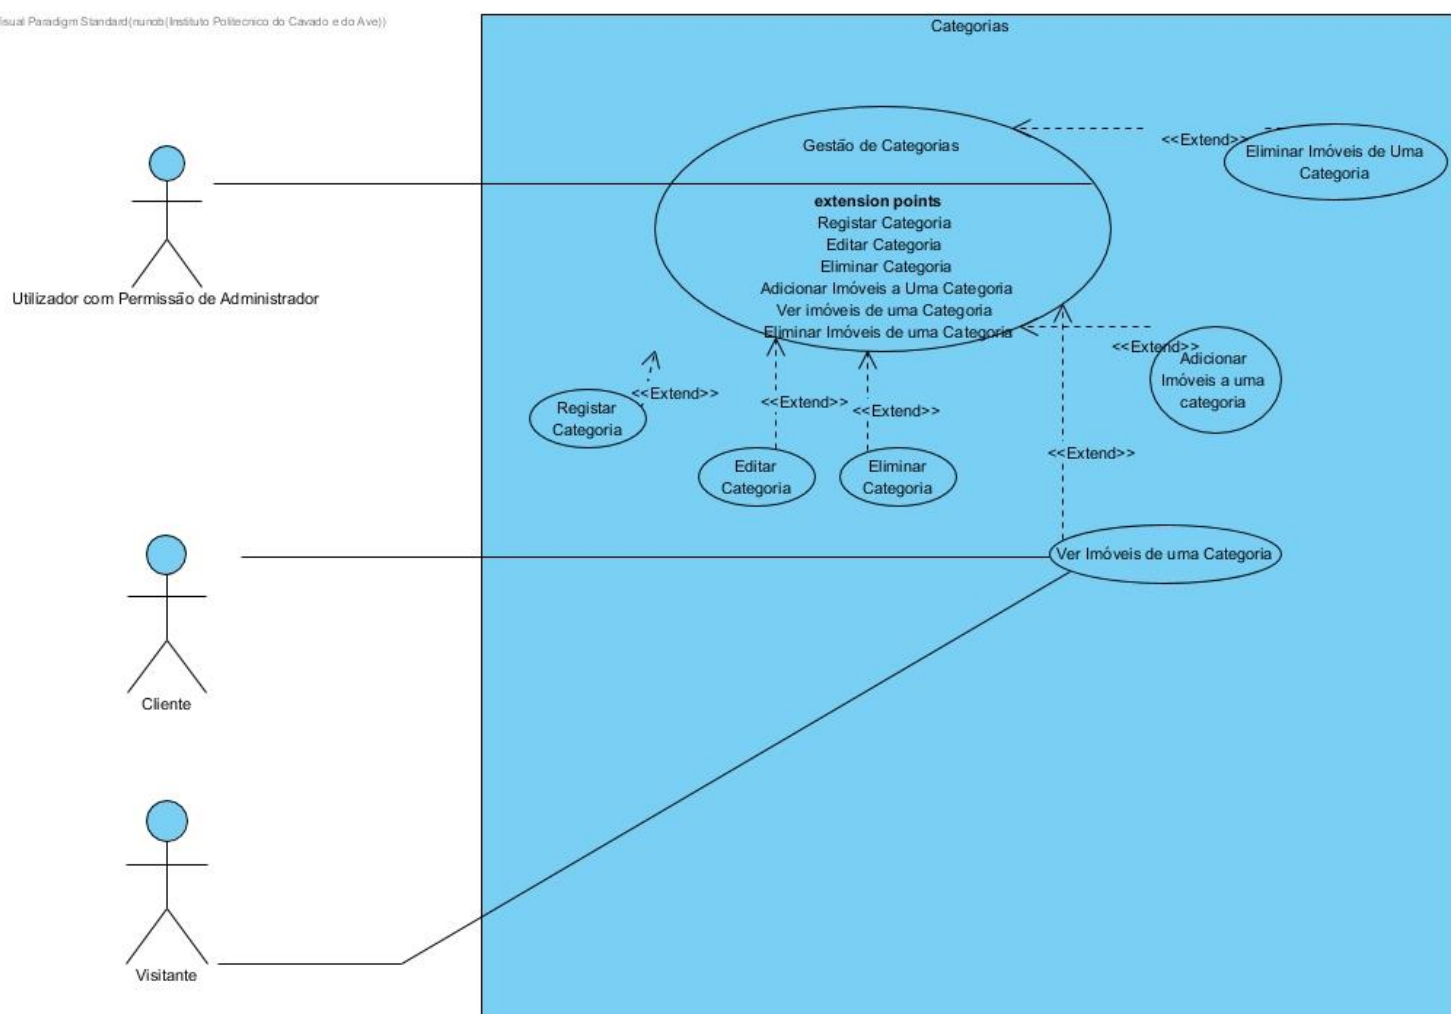 isual Paradigm Standard(nunob(Instituto Politecnico do Cavado e do Ave))
Categorias
Gestão de Categorias
extension points
Registar Categoria
Editar Categoria
Eliminar Categoria
Adicionar Imóveis a Uma Categoria
Ver imóveis de uma Categoria
Eliminar Imóveis de uma Categoria
<<Extend>>
Eliminar Imóveis de Uma
Categoria
Utilizador com Permissão de Administrador
<<Extend>>
Adicionar
Imóveis a uma
categoria
<<Extend>>
Registar
Categoria
<<Extend>>
<<Extend>>
<<Extend>>
Editar
Categoria
Eliminar
Categoria
Ver Imóveis de uma Categoria
Cliente
Visitante